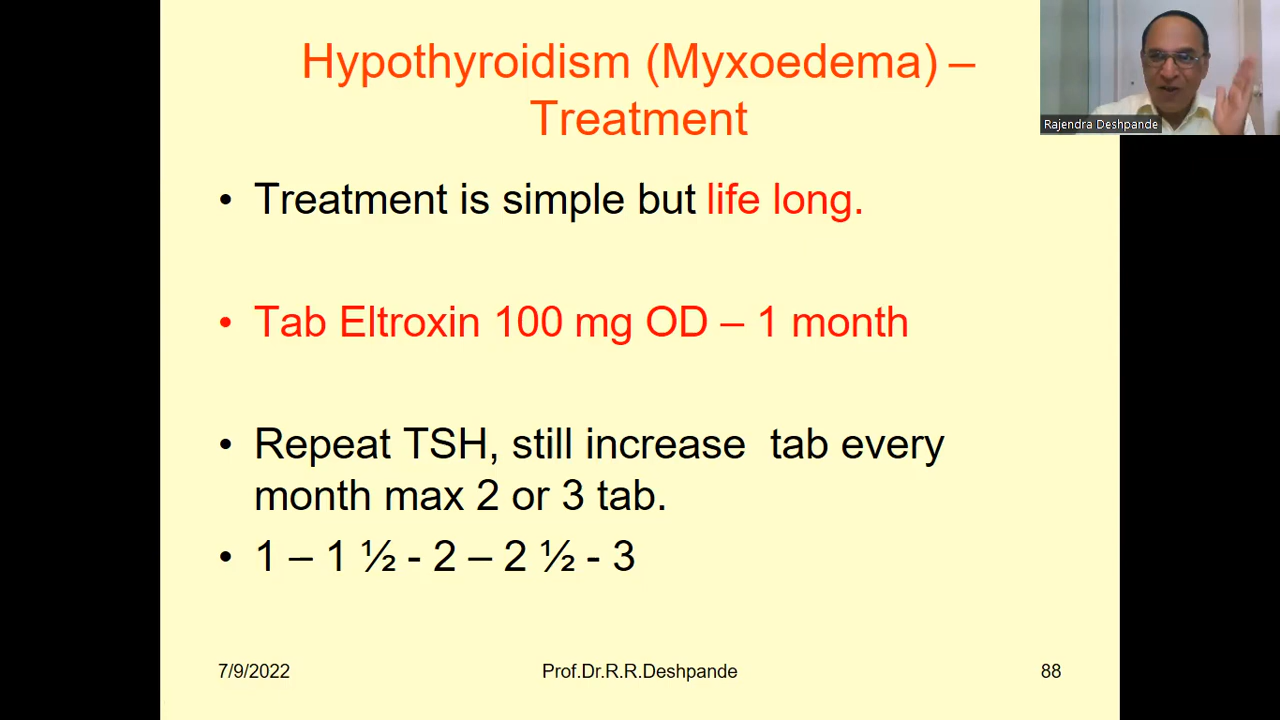 Hypothyroidism (Myxoedema) –
Treatment
Rajendra Deshpande
• Treatment is simple but life long.
• Tab Eltroxin 100 mg OD – 1 month
• Repeat TSH, still increase  tab every
month max 2 or 3 tab.
• 1 – 1 ½ - 2 – 2 ½ - 3
7/9/2022
Prof.Dr.R.R.Deshpande
88